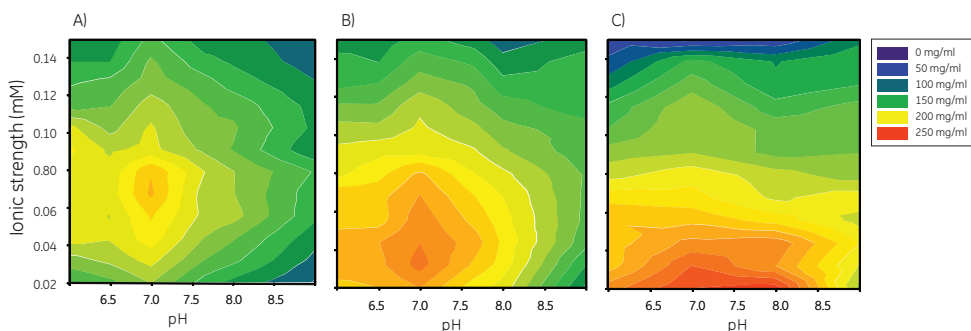 A)
B)
C)
Ionic strength (mM)
0.14
0.12
0.10
0.80
0.06
0.04
0.02
6.5 7.0 7.5 8.0 8.5
6.5 7.0 7.5 8.0 8.5
6.5 7.0 7.5 8.0 8.5
pH
pH
pH
0 mg/ml
50 mg/ml
100 mg/ml
150 mg/ml
200 mg/ml
250 mg/ml